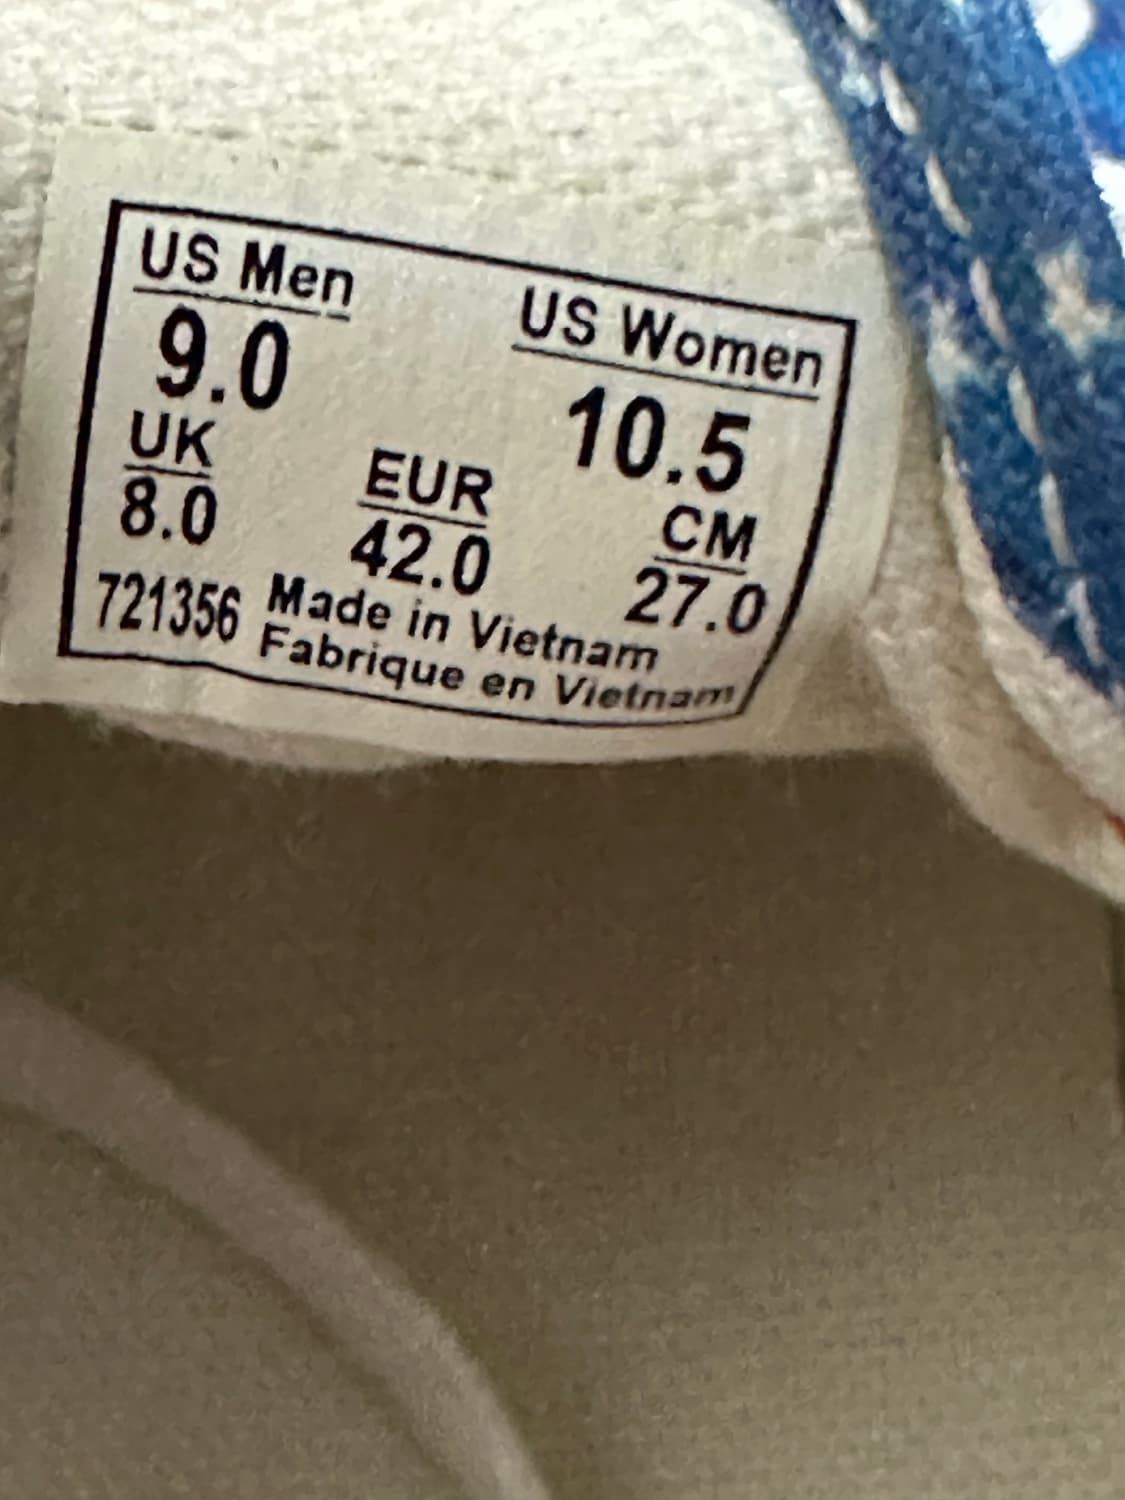 US Men US Women
9.0 10.5
UK EUR CM
8.0 42.0 27.0
721356 Made in Vietnam
Fabrique en Vietnam